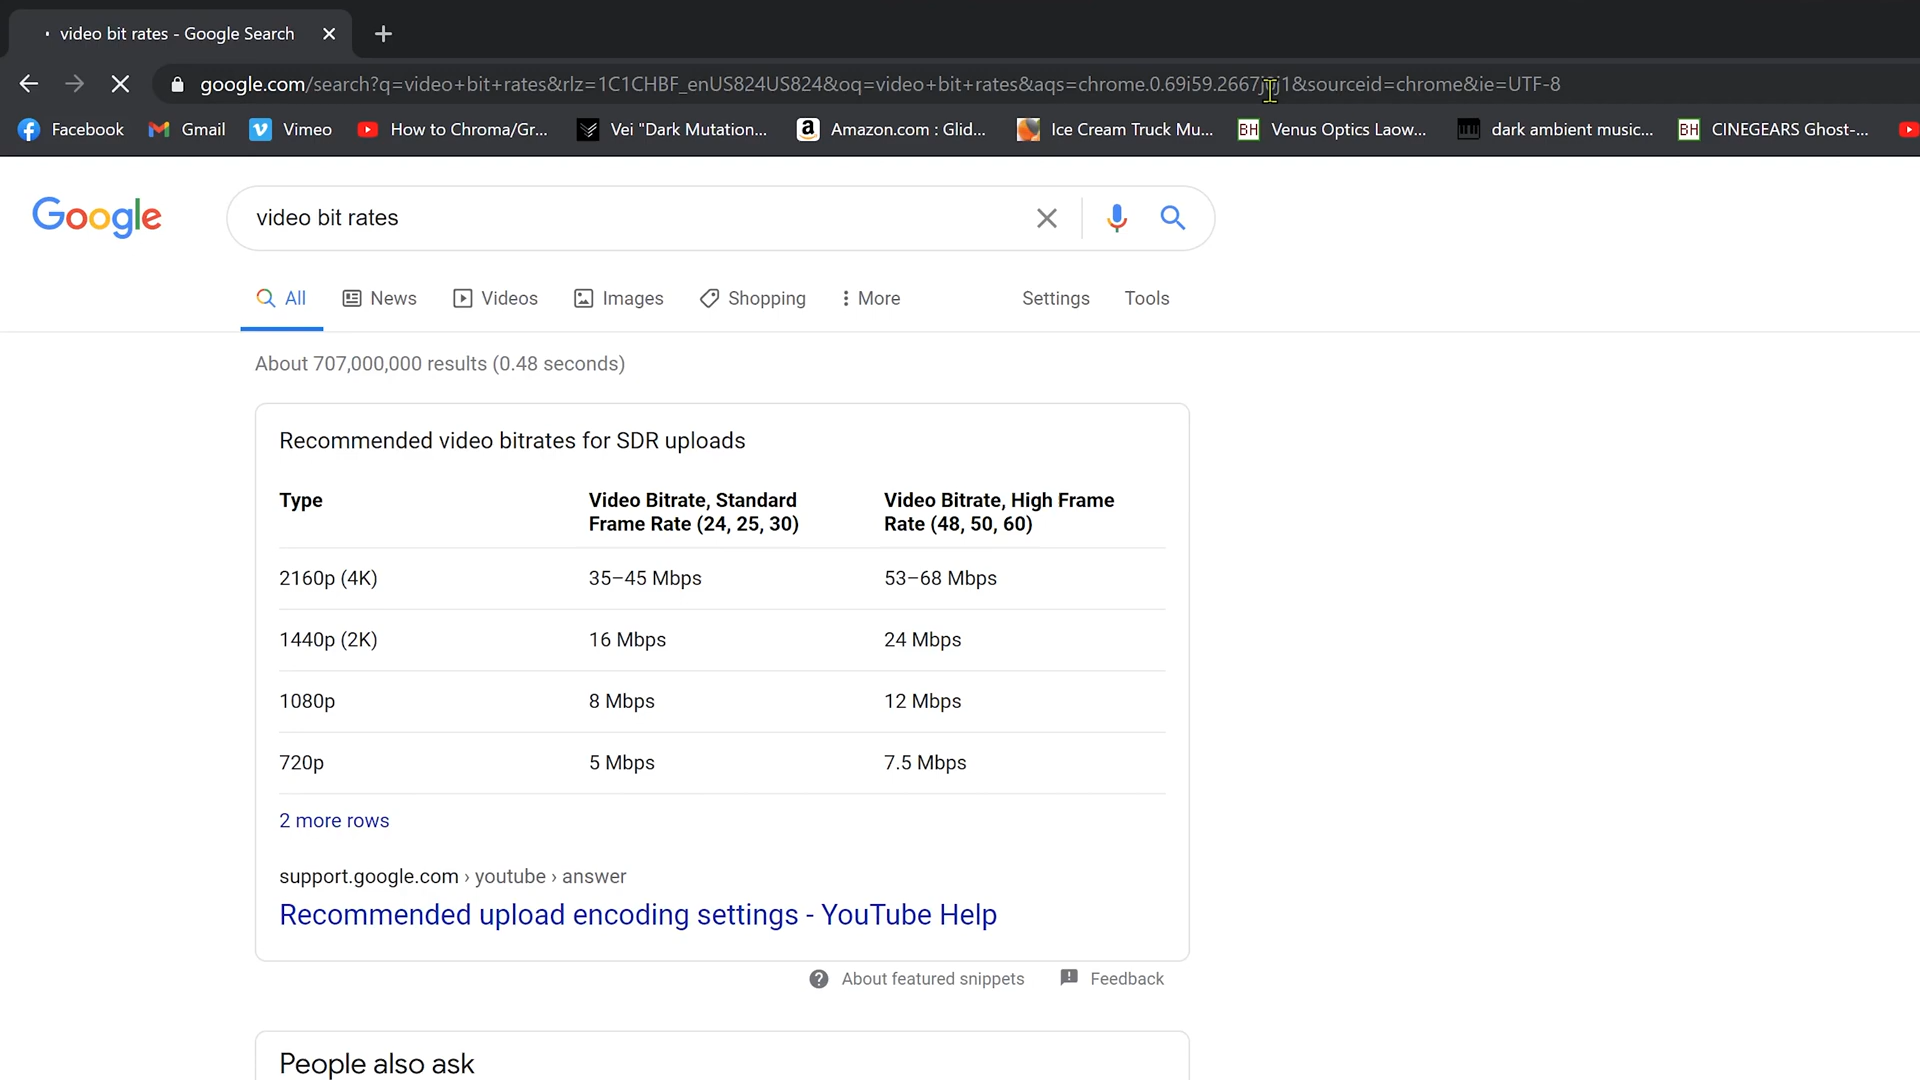 video bit rates - Google Search
google.com/search?q=video+bit+rates&rlz=1C1CHBF_enUS824US824&oq=video+bit+rates&aqs=chrome.0.69i59.2667j0j1&sourceid=chrome&ie=UTF-8
Facebook Gmail Vimeo How to Chroma/Gr... Vei "Dark Mutation... Amazon.com : Glid... Ice Cream Truck Mu... BH Venus Optics Laow... dark ambient music... BH CINEGEARS Ghost-...
Google video bit rates
All News Videos Images Shopping More Settings Tools
About 707,000,000 results (0.48 seconds)
Recommended video bitrates for SDR uploads
Type Video Bitrate, Standard Frame Rate (24, 25, 30) Video Bitrate, High Frame Rate (48, 50, 60)
2160p (4K) 35–45 Mbps 53–68 Mbps
1440p (2K) 16 Mbps 24 Mbps
1080p 8 Mbps 12 Mbps
720p 5 Mbps 7.5 Mbps
2 more rows
support.google.com › youtube › answer
Recommended upload encoding settings - YouTube Help
About featured snippets Feedback
People also ask